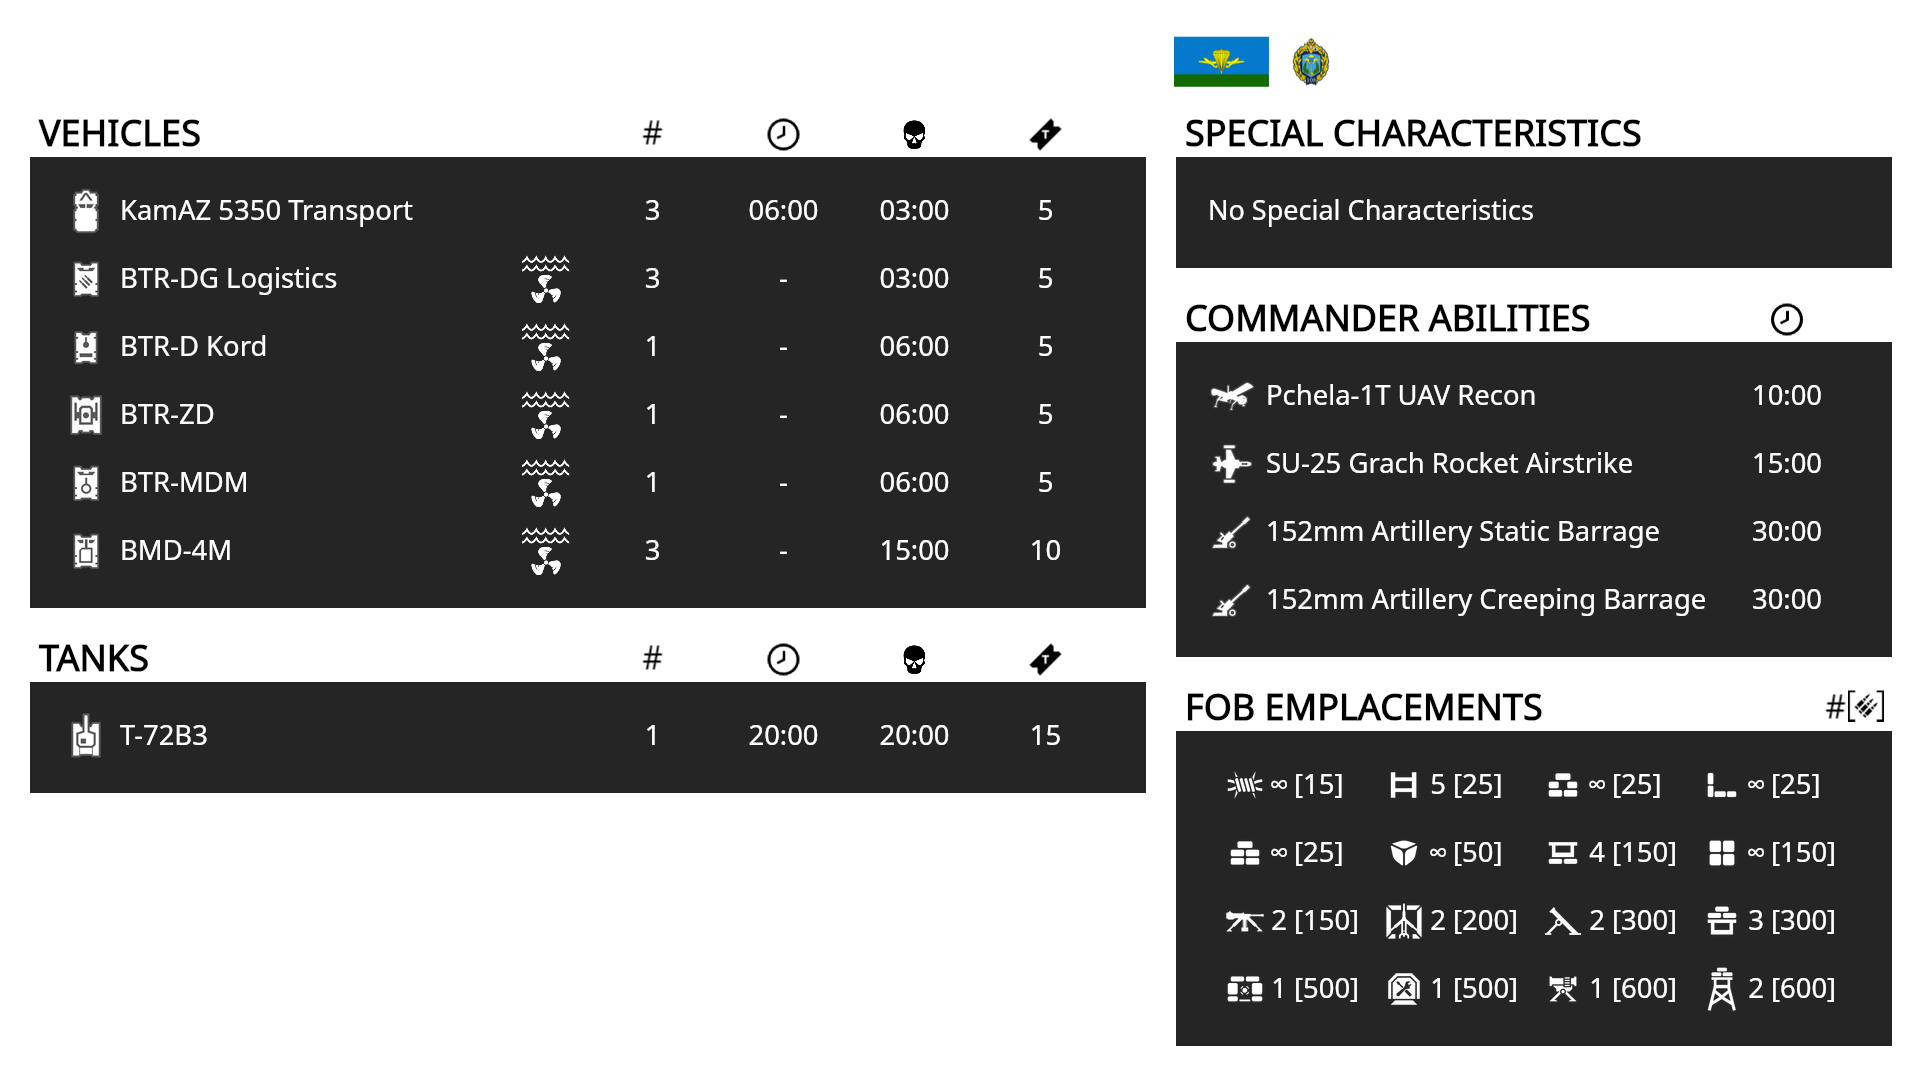 VEHICLES #
KamAZ 5350 Transport 3 06:00 03:00 5
BTR-DG Logistics 3 - 03:00 5
BTR-D Kord 1 - 06:00 5
BTR-ZD 1 - 06:00 5
BTR-MDM 1 - 06:00 5
BMD-4M 3 - 15:00 10
TANKS #
T-72B3 1 20:00 20:00 15
SPECIAL CHARACTERISTICS
No Special Characteristics
COMMANDER ABILITIES
Pchela-1T UAV Recon 10:00
SU-25 Grach Rocket Airstrike 15:00
152mm Artillery Static Barrage 30:00
152mm Artillery Creeping Barrage 30:00
FOB EMPLACEMENTS #[ ]
∞ [15] 5 [25] ∞ [25] ∞ [25]
∞ [25] ∞ [50] 4 [150] ∞ [150]
2 [150] 2 [200] 2 [300] 3 [300]
1 [500] 1 [500] 1 [600] 2 [600]